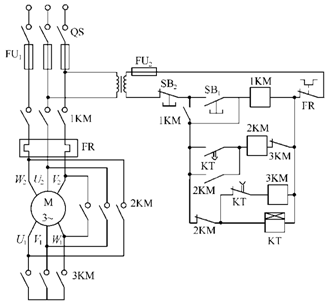 QS
FU₁
FU₂
SB₂
SB₁
1KM
FR
1KM
1KM
FR
2KM
KT
3KM
2KM
W₂ U₂ V₂
M
3~
2KM
KT
3KM
U₁ V₁ W₁
2KM
KT
3KM